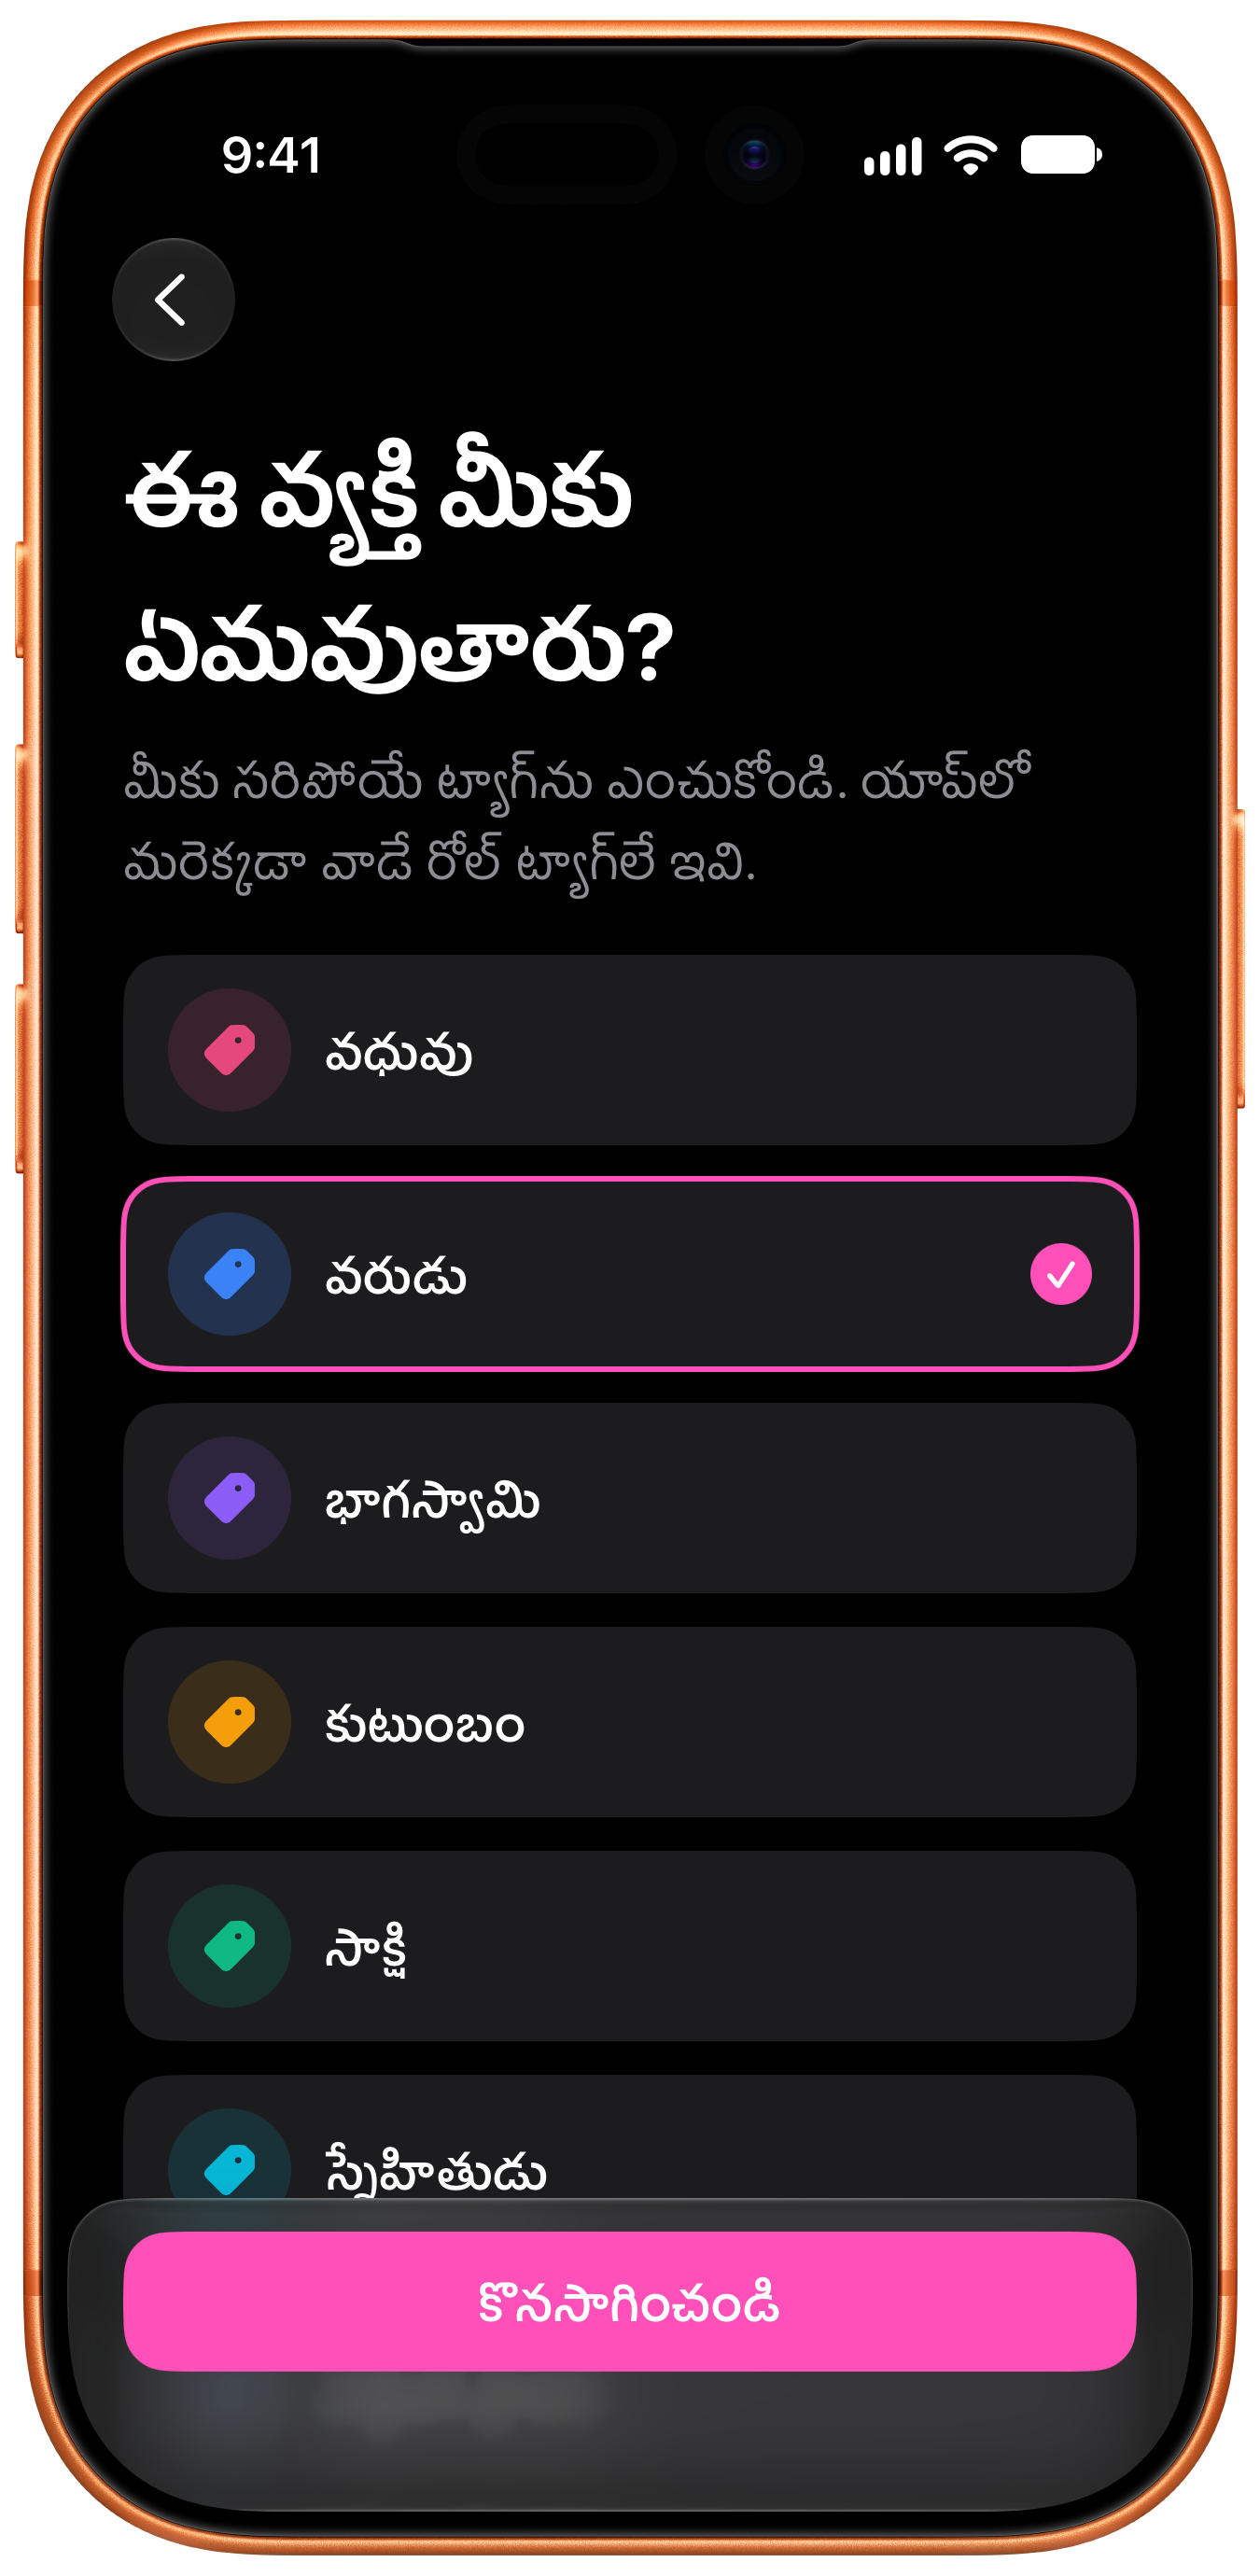 9:41
ఈ వ్యక్తి మీకు
ఏమవుతారు?
మీకు సరిపోయే ట్యాగ్‌ను ఎంచుకోండి. యాప్‌లో
మరెక్కడా వాడే రోల్ ట్యాగ్‌లే ఇవి.
వధువు
వరుడు
భాగస్వామి
కుటుంబం
సాక్షి
స్నేహితుడు
కొనసాగించండి